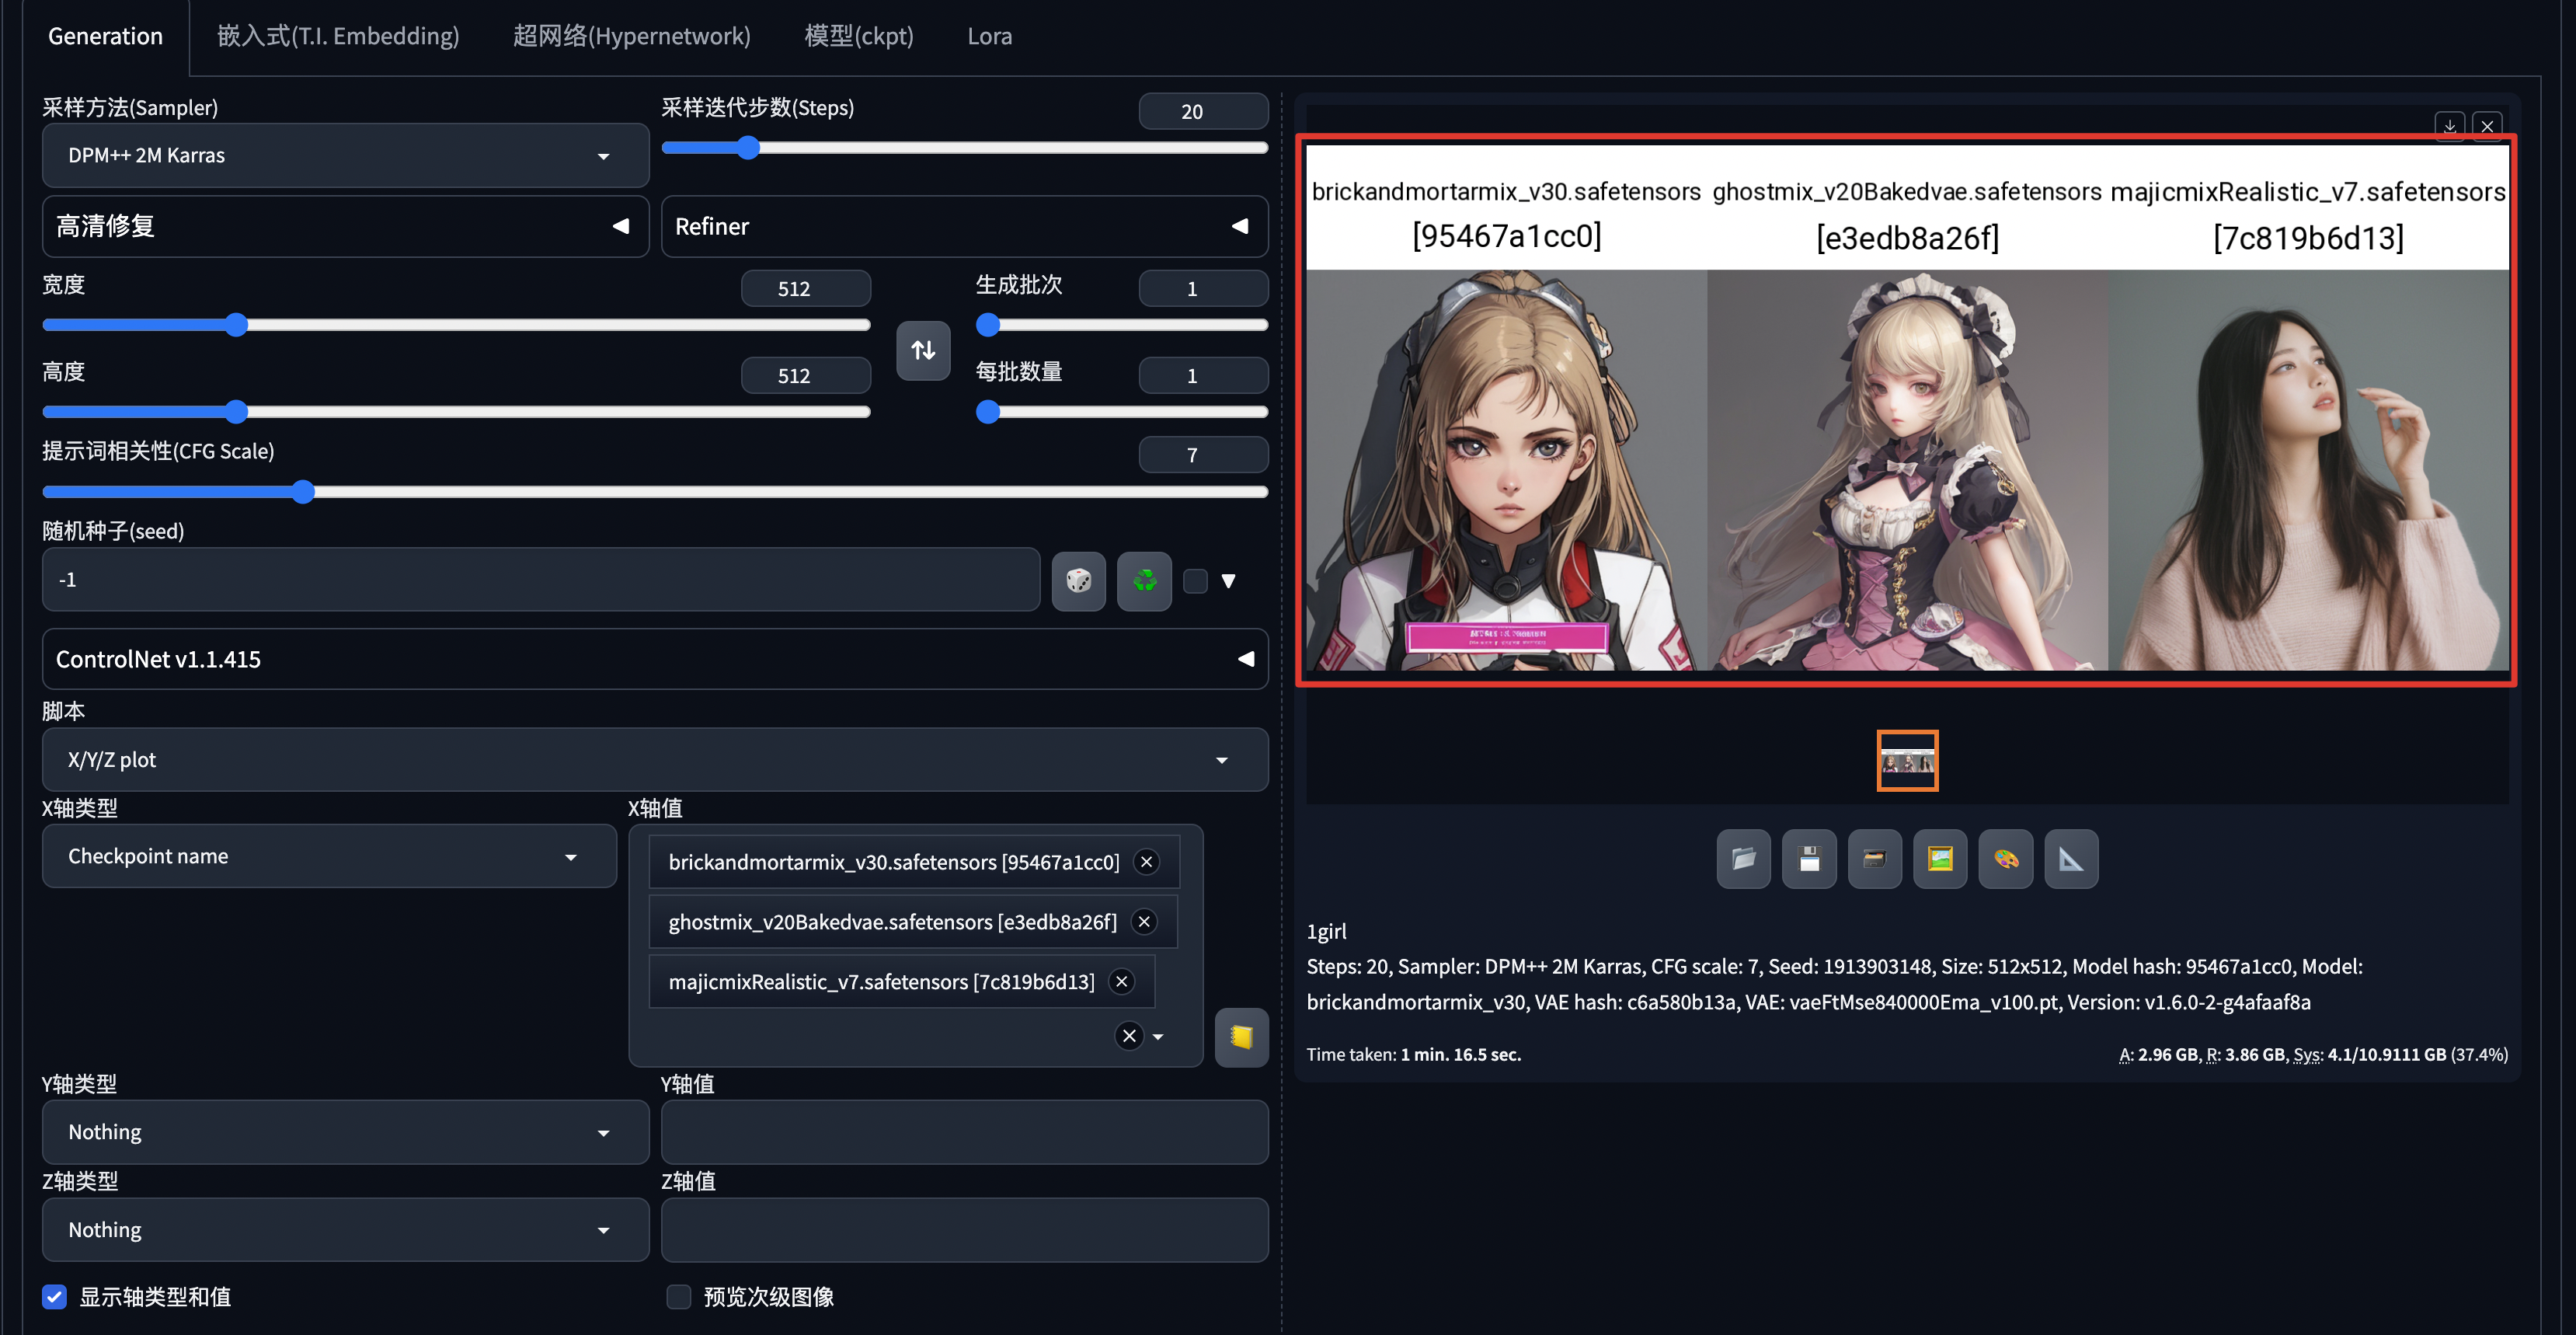 Generation
嵌入式(T.I. Embedding)
超网络(Hypernetwork)
模型(ckpt)
Lora
采样方法(Sampler)
DPM++ 2M Karras
采样迭代步数(Steps)
20
高清修复
Refiner
宽度
512
高度
512
生成批次
1
每批数量
1
提示词相关性(CFG Scale)
7
随机种子(seed)
-1
ControlNet v1.1.415
脚本
X/Y/Z plot
X轴类型
Checkpoint name
X轴值
brickandmortarmix_v30.safetensors [95467a1cc0]
ghostmix_v20Bakedvae.safetensors [e3edb8a26f]
majicmixRealistic_v7.safetensors [7c819b6d13]
Y轴类型
Nothing
Y轴值
Z轴类型
Nothing
Z轴值
显示轴类型和值
预览次级图像
brickandmortarmix_v30.safetensors
[95467a1cc0]
ghostmix_v20Bakedvae.safetensors
[e3edb8a26f]
majicmixRealistic_v7.safetensors
[7c819b6d13]
1girl
Steps: 20, Sampler: DPM++ 2M Karras, CFG scale: 7, Seed: 1913903148, Size: 512x512, Model hash: 95467a1cc0, Model:
brickandmortarmix_v30, VAE hash: c6a580b13a, VAE: vaeFtMse840000Ema_v100.pt, Version: v1.6.0-2-g4afaaf8a
Time taken: 1 min. 16.5 sec.
A: 2.96 GB, R: 3.86 GB, Sys: 4.1/10.9111 GB (37.4%)